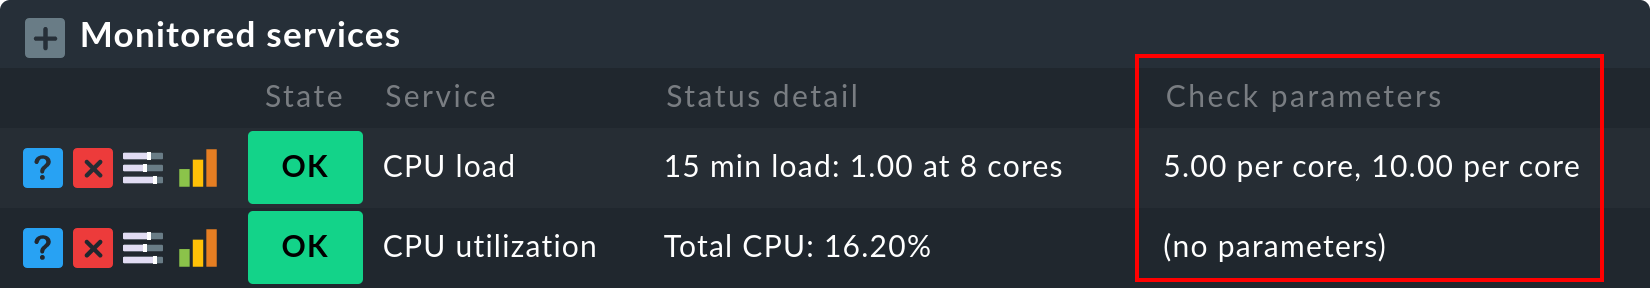 Monitored services
State Service Status detail Check parameters
OK CPU load 15 min load: 1.00 at 8 cores 5.00 per core, 10.00 per core
OK CPU utilization Total CPU: 16.20% (no parameters)